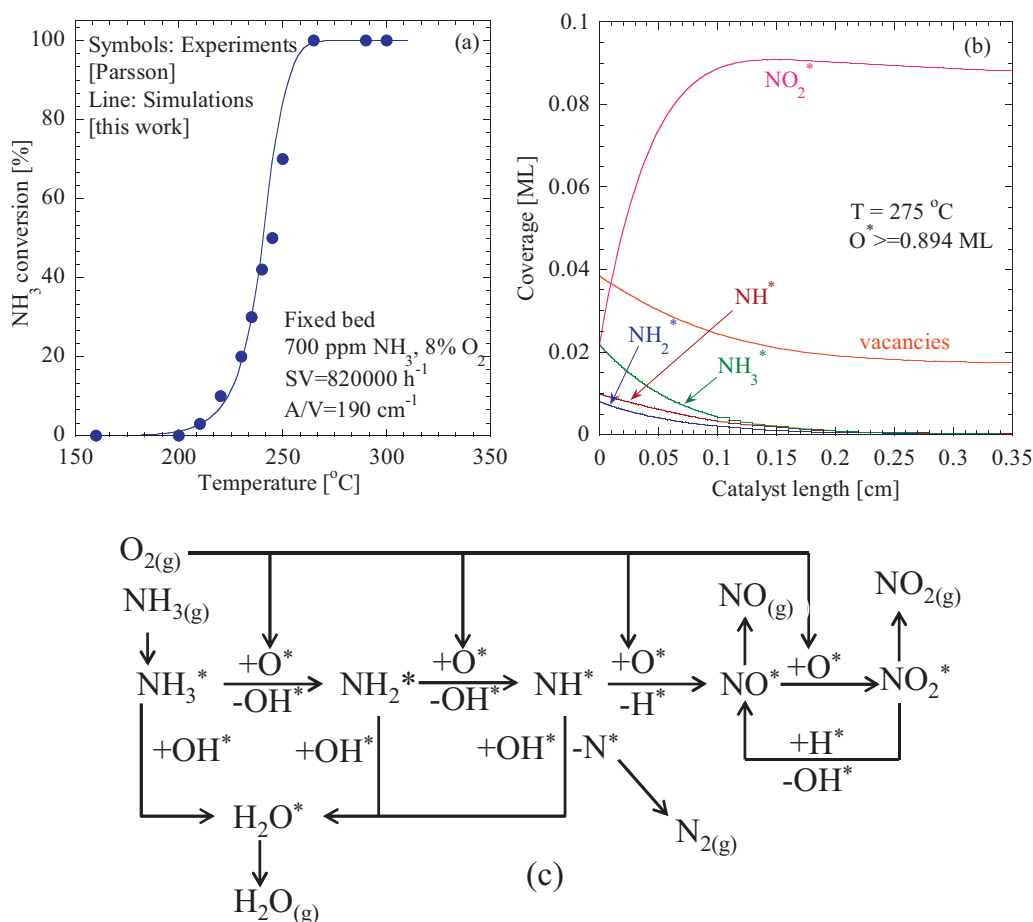 100
80
60
40
20
0
NH₃ conversion [%]
Symbols: Experiments
[Parsson]
Line: Simulations
[this work]
(a)
Fixed bed
700 ppm NH₃, 8% O₂
SV=820000 h⁻¹
A/V=190 cm⁻¹
150 200 250 300 350
Temperature [°C]
0.1
0.08
0.06
0.04
0.02
0
Coverage [ML]
(b)
NO₂*
T = 275 °C
O* >=0.894 ML
NH*
NH₂*
NH₃*
vacancies
0 0.05 0.1 0.15 0.2 0.25 0.3 0.35
Catalyst length [cm]
O₂(g)
NH₃(g) NO(g) NO₂(g)
+O* +O* +O* +O*
NH₃* NH₂* NH* NO* NO₂*
-OH* -OH* -H*
+OH* +OH* +OH* -N* +H*
-OH*
H₂O* N₂(g)
H₂O(g)
(c)